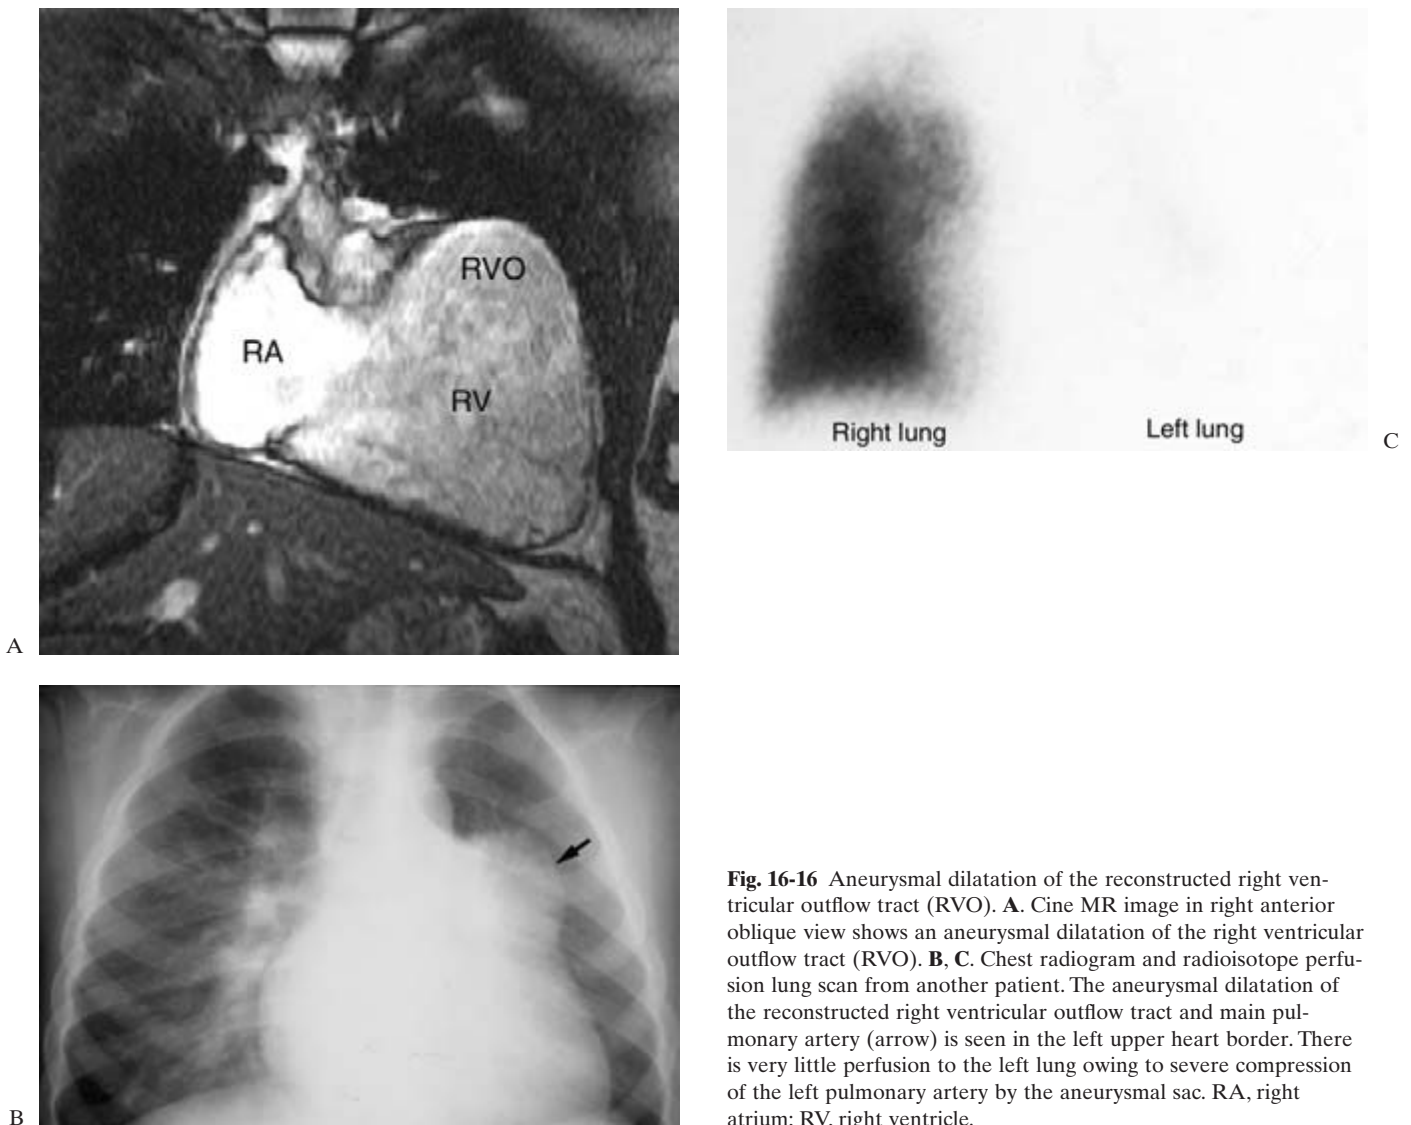 RVO
RA
RV
A
Right lung
Left lung
C
B
Fig. 16-16 Aneurysmal dilatation of the reconstructed right ven-
tricular outflow tract (RVO). A. Cine MR image in right anterior
oblique view shows an aneurysmal dilatation of the right ventricular
outflow tract (RVO). B, C. Chest radiogram and radioisotope perfu-
sion lung scan from another patient. The aneurysmal dilatation of
the reconstructed right ventricular outflow tract and main pul-
monary artery (arrow) is seen in the left upper heart border. There
is very little perfusion to the left lung owing to severe compression
of the left pulmonary artery by the aneurysmal sac. RA, right
atrium; RV, right ventricle.